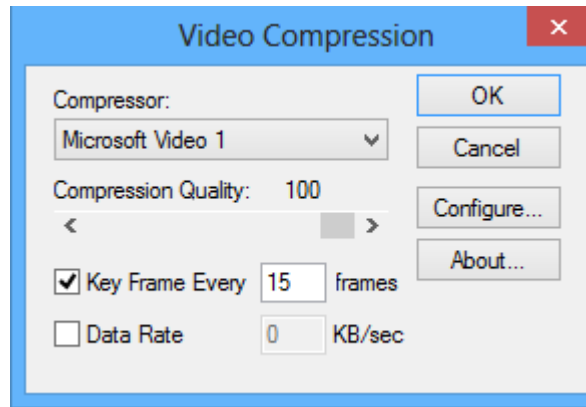 Video Compression
Compressor:
Microsoft Video 1
Compression Quality: 100
Key Frame Every 15 frames
Data Rate 0 KB/sec
OK
Cancel
Configure...
About...